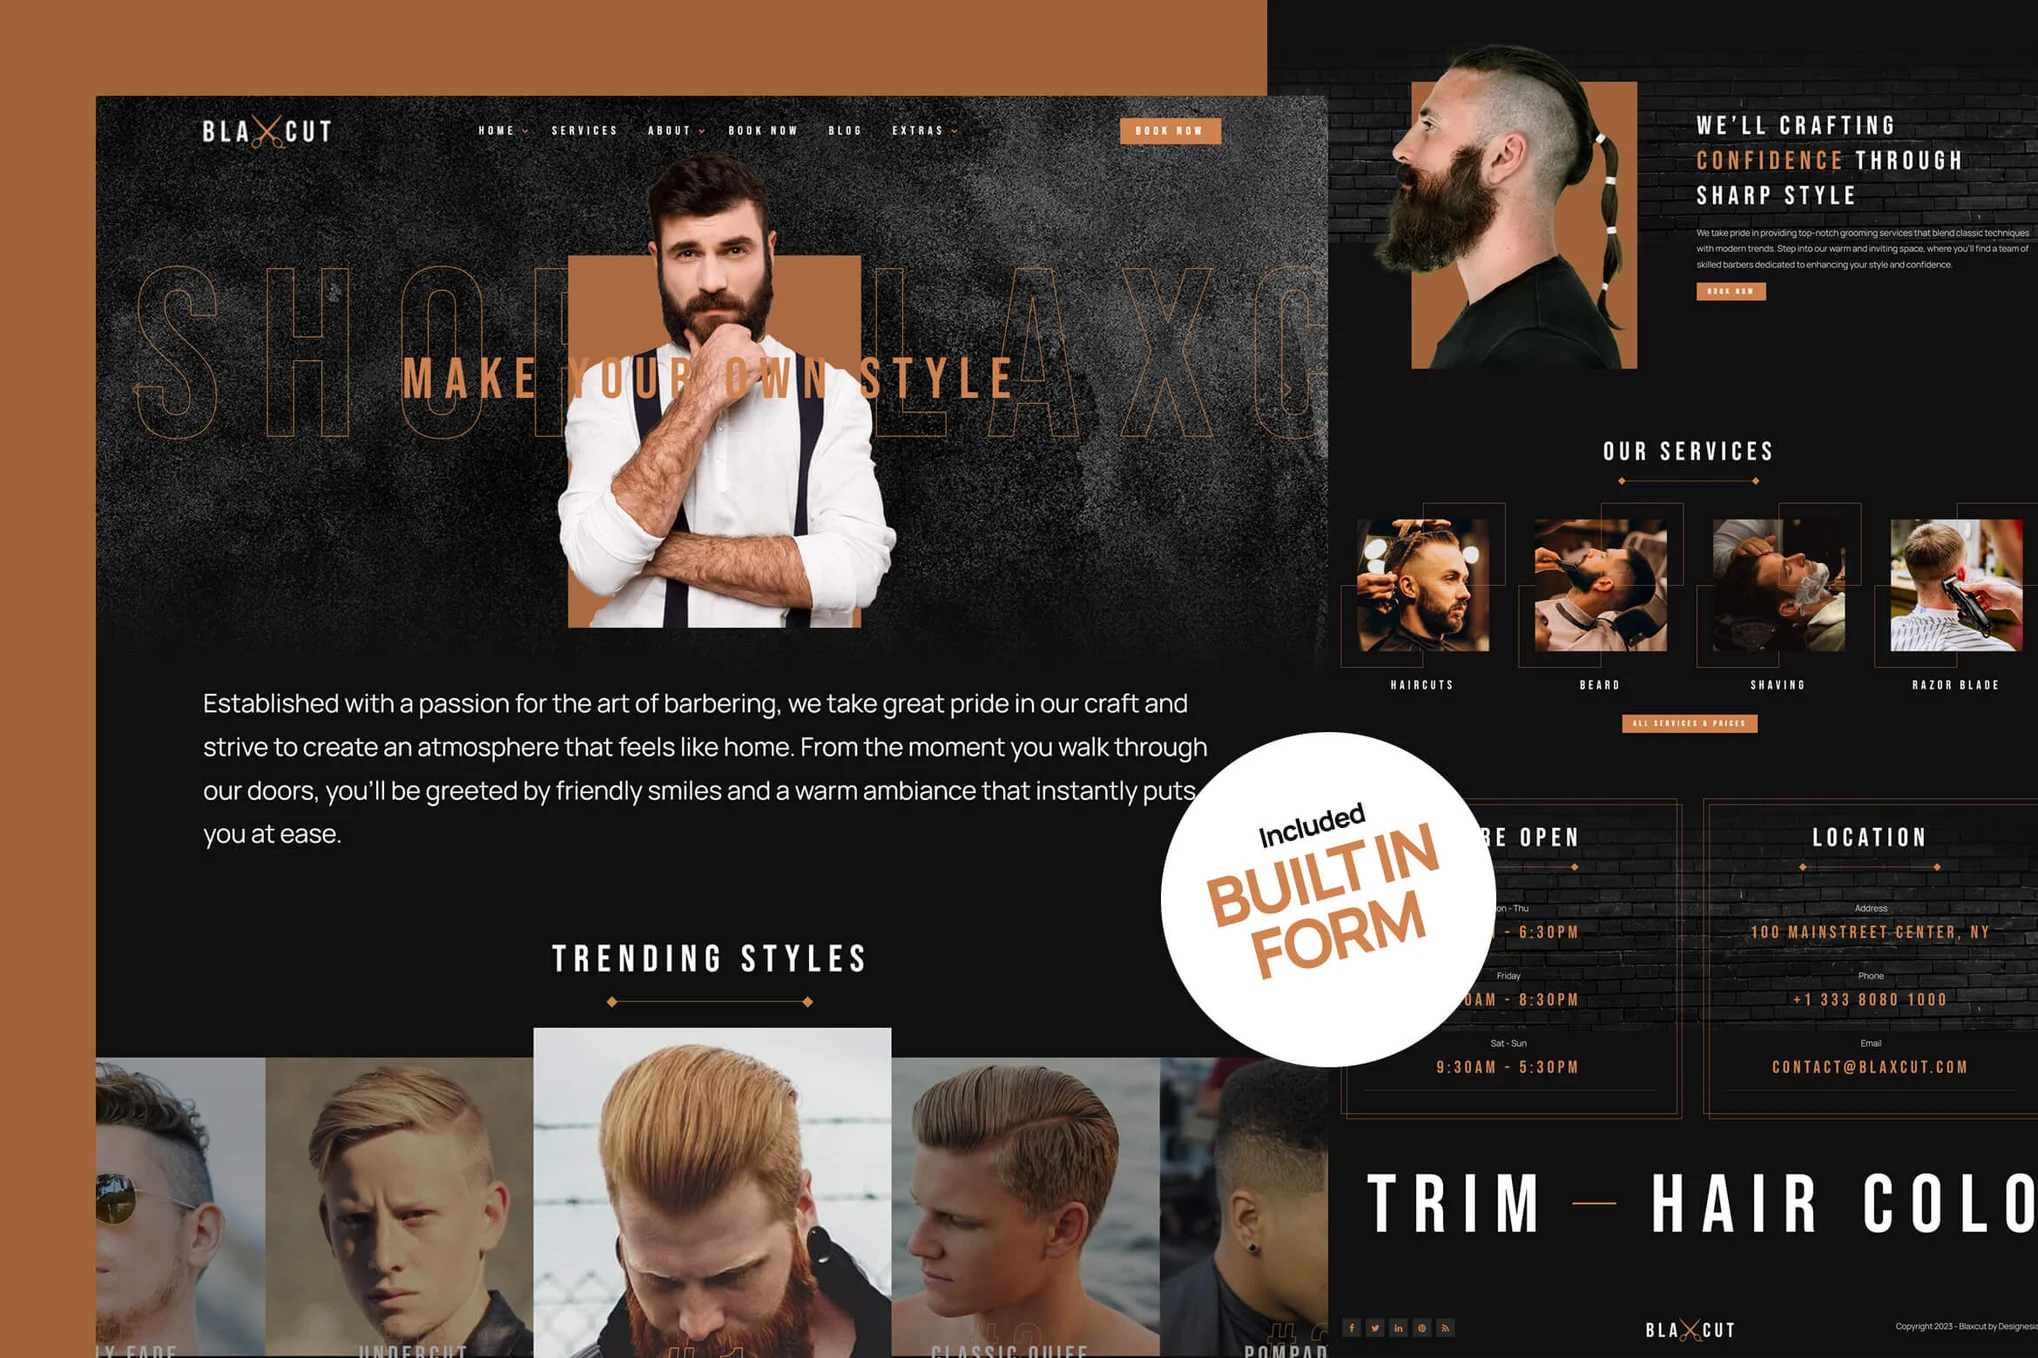 BLAXCUT
HOME
SERVICES
ABOUT
BOOK NOW
BLOG
EXTRAS
BOOK NOW
SHOP LAXC
MAKE YOUR OWN STYLE
Established with a passion for the art of barbering, we take great pride in our craft and
strive to create an atmosphere that feels like home. From the moment you walk through
our doors, you'll be greeted by friendly smiles and a warm ambiance that instantly puts
you at ease.
TRENDING STYLES
LY FADE
UNDERCUT
#1
CLASSIC QUIFF
POMPAD
Included
BUILT IN
FORM
WE'LL CRAFTING
CONFIDENCE THROUGH
SHARP STYLE
We take pride in providing top-notch grooming services that blend classic techniques
with modern trends. Step into our warm and inviting space, where you'll find a team of
skilled barbers dedicated to enhancing your style and confidence.
BOOK NOW
OUR SERVICES
HAIRCUTS
BEARD
SHAVING
RAZOR BLADE
ALL SERVICES & PRICES
RE OPEN
on - Thu
- 6:30PM
Friday
0AM - 8:30PM
Sat - Sun
9:30AM - 5:30PM
LOCATION
Address
100 MAINSTREET CENTER, NY
Phone
+1 333 8080 1000
Email
CONTACT@BLAXCUT.COM
TRIM — HAIR COLO
BLAXCUT
Copyright 2023 - Blaxcut by Designesia